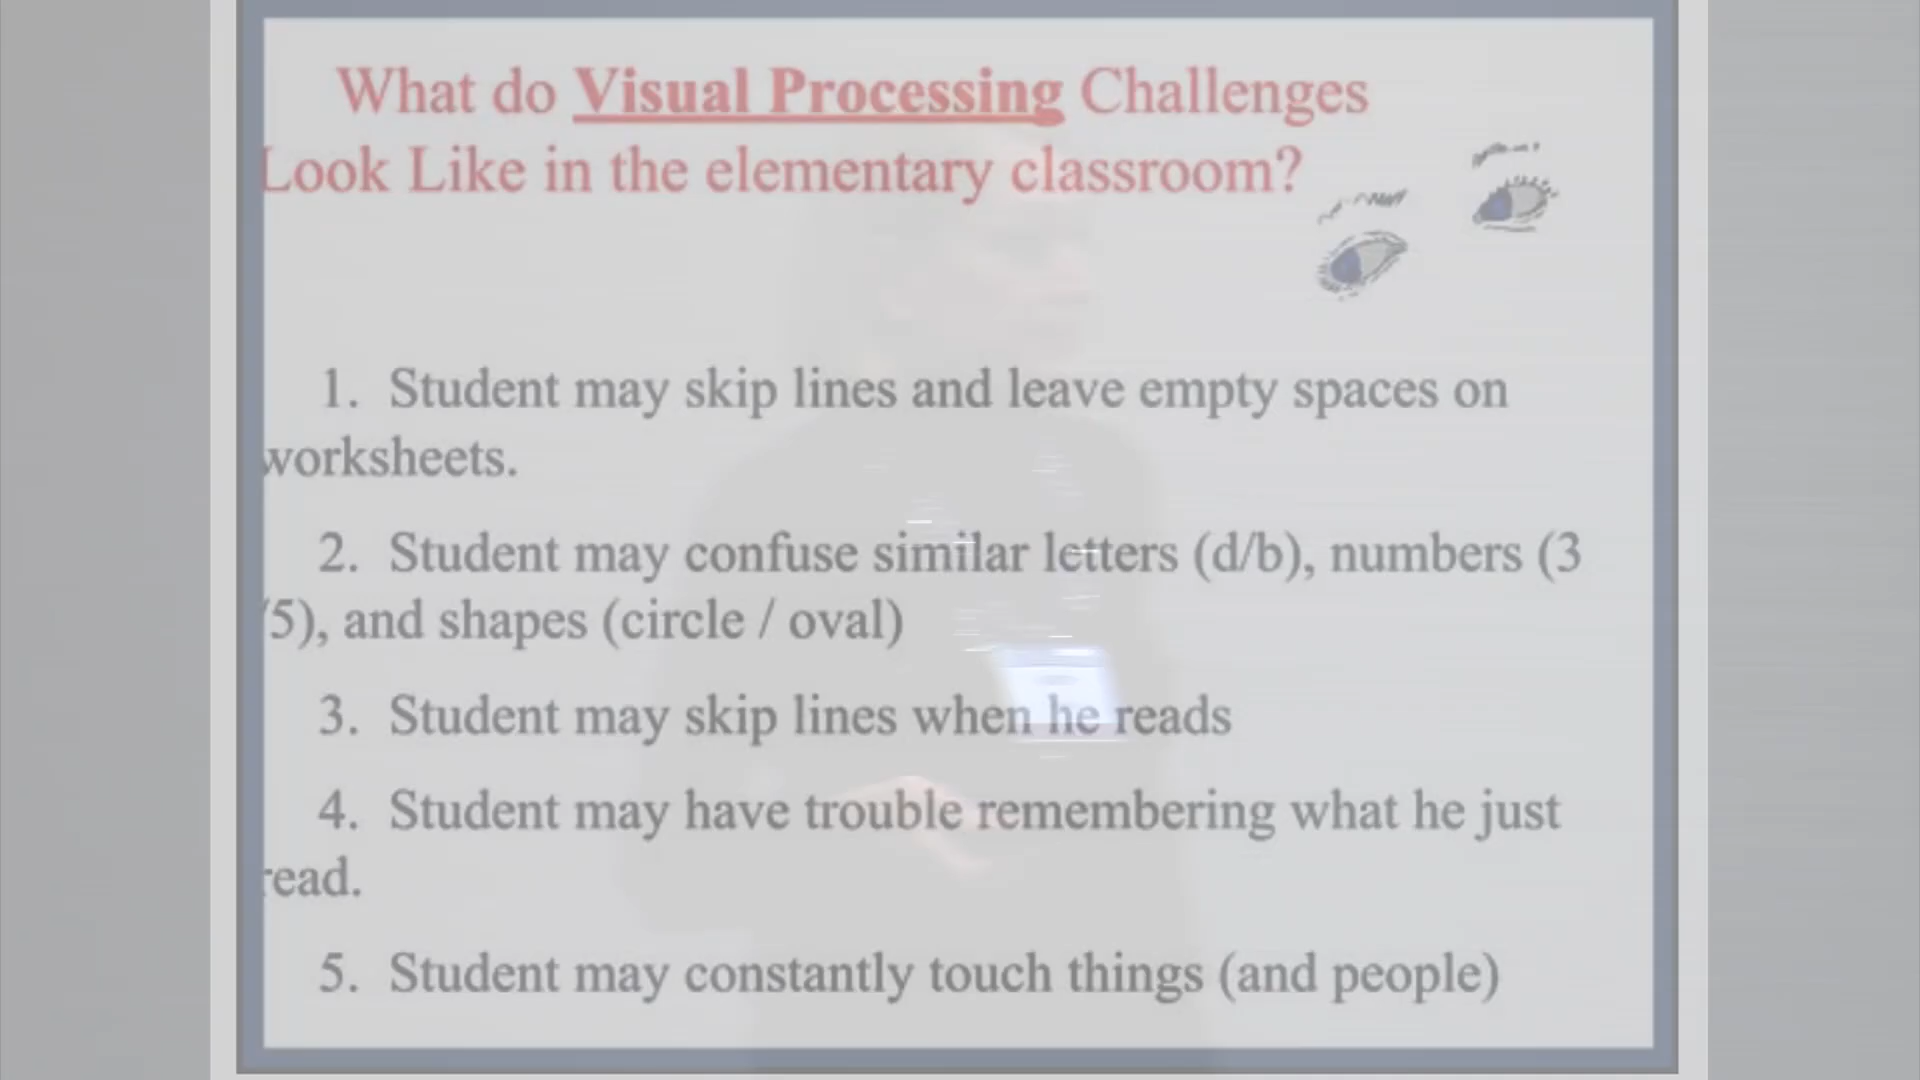 What do Visual Processing Challenges
Look Like in the elementary classroom?
1. Student may skip lines and leave empty spaces on
worksheets.
2. Student may confuse similar letters (d/b), numbers (3
/5), and shapes (circle / oval)
3. Student may skip lines when he reads
4. Student may have trouble remembering what he just
read.
5. Student may constantly touch things (and people)